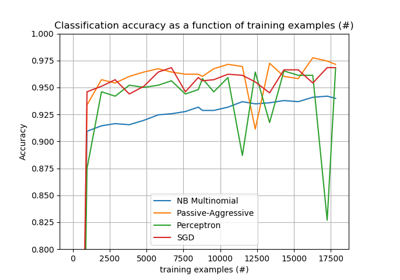 Classification accuracy as a function of training examples (#)
1.000
0.975
0.950
0.925
0.900
0.875
0.850
0.825
0.800
Accuracy
NB Multinomial
Passive-Aggressive
Perceptron
SGD
0 2500 5000 7500 10000 12500 15000 17500
training examples (#)